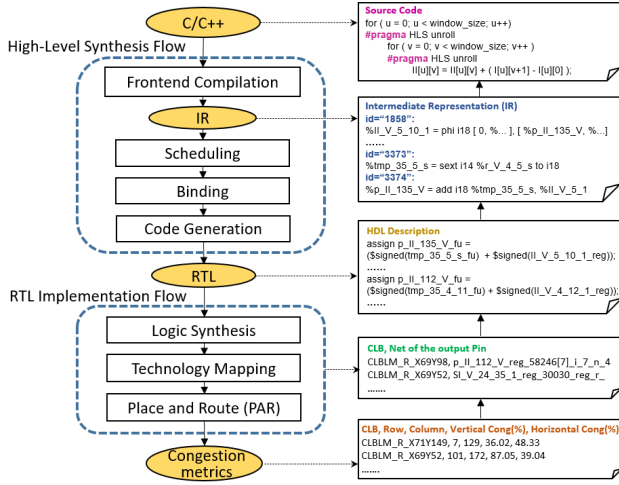 C/C++
High-Level Synthesis Flow
Frontend Compilation
IR
Scheduling
Binding
Code Generation
RTL
RTL Implementation Flow
Logic Synthesis
Technology Mapping
Place and Route (PAR)
Congestion
metrics
Source Code
for ( u = 0; u < window_size; u++)
#pragma HLS unroll
for ( v = 0; v < window_size; v++ )
#pragma HLS unroll
II[u][v] = II[u][v] + ( I[u][v+1] - I[u][0] );
Intermediate Representation (IR)
id="1858":
%II_V_5_10_1 = phi i18 [ 0, %... ], [ %p_II_135_V, %...]
......
id="3373":
%tmp_35_5_s = sext i14 %r_V_4_5_s to i18
id="3374":
%p_II_135_V = add i18 %tmp_35_5_s, %II_V_5_1
HDL Description
assign p_II_135_V_fu =
($signed(tmp_35_5_s_fu) + $signed(II_V_5_10_1_reg));
......
assign p_II_112_V_fu =
($signed(tmp_35_4_11_fu) + $signed(II_V_4_12_1_reg));
......
CLB, Net of the output Pin
CLBLM_R_X69Y98, p_II_112_V_reg_58246[7]_i_7_n_4
CLBLM_R_X69Y52, SI_V_24_35_1_reg_30030_reg_r_
.......
CLB, Row, Column, Vertical Cong(%), Horizontal Cong(%)
CLBLM_R_X71Y149, 7, 129, 36.02, 48.33
CLBLM_R_X69Y52, 101, 172, 87.05, 39.04
.......